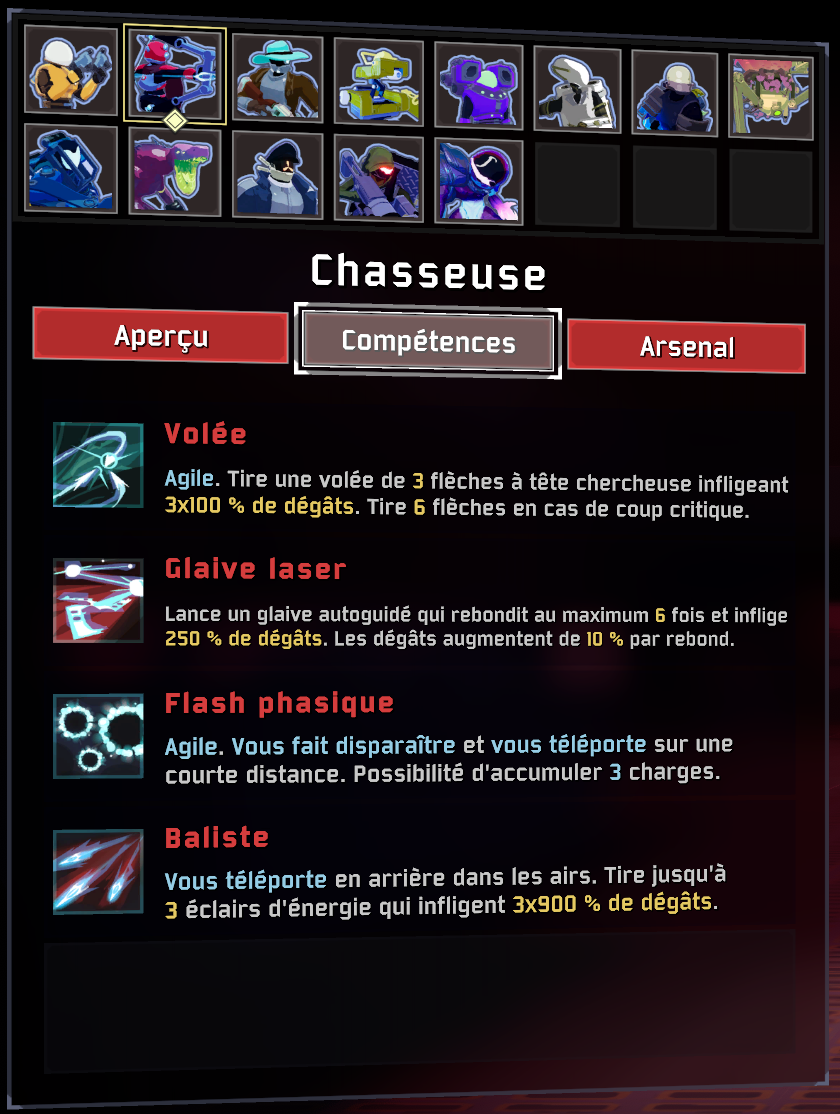 Chasseuse
Aperçu
Compétences
Arsenal
Volée
Agile. Tire une volée de 3 flèches à tête chercheuse infligeant
3x100 % de dégâts. Tire 6 flèches en cas de coup critique.
Glaive laser
Lance un glaive autoguidé qui rebondit au maximum 6 fois et inflige
250 % de dégâts. Les dégâts augmentent de 10 % par rebond.
Flash phasique
Agile. Vous fait disparaître et vous téléporte sur une
courte distance. Possibilité d'accumuler 3 charges.
Baliste
Vous téléporte en arrière dans les airs. Tire jusqu'à
3 éclairs d'énergie qui infligent 3x900 % de dégâts.